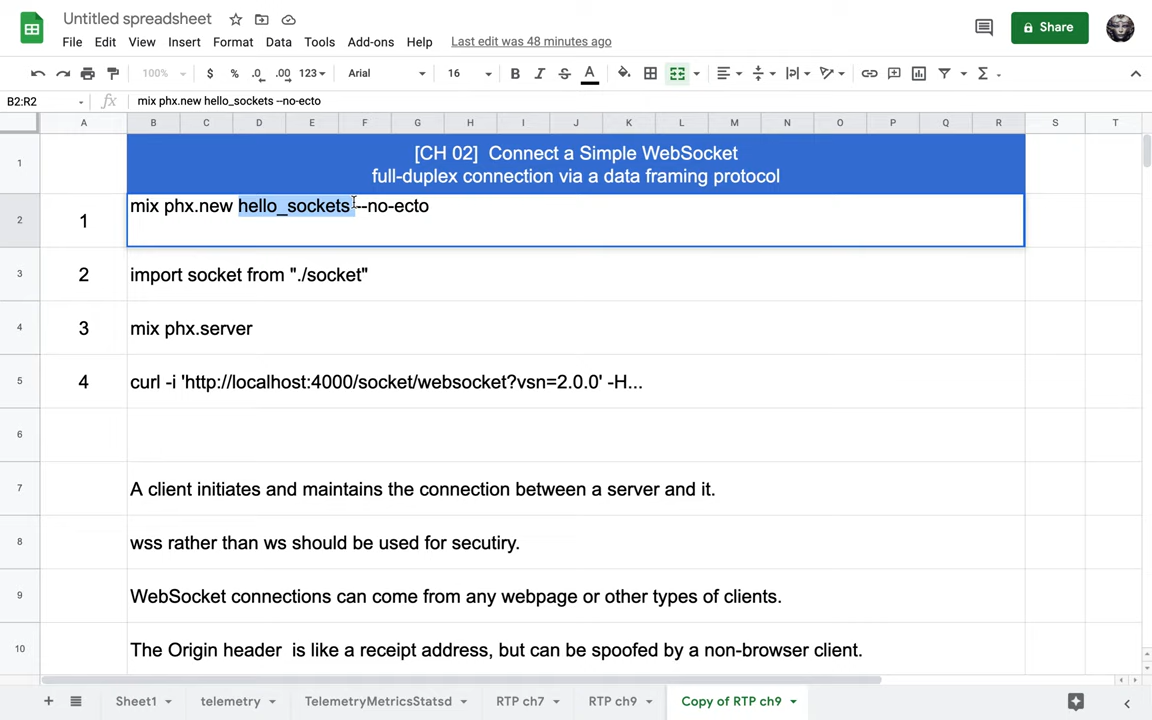 Untitled spreadsheet
File Edit View Insert Format Data Tools Add-ons Help Last edit was 48 minutes ago
Share
100% $ % .0 .00 123 Arial 16 B I S A
B2:R2 fx mix phx.new hello_sockets --no-ecto
A B C D E F G H I J K L M N O P Q R S T
1 [CH 02] Connect a Simple WebSocket
full-duplex connection via a data framing protocol
2 1 mix phx.new hello_sockets --no-ecto
3 2 import socket from "./socket"
4 3 mix phx.server
5 4 curl -i 'http://localhost:4000/socket/websocket?vsn=2.0.0' -H...
6
7 A client initiates and maintains the connection between a server and it.
8 wss rather than ws should be used for secutiry.
9 WebSocket connections can come from any webpage or other types of clients.
10 The Origin header is like a receipt address, but can be spoofed by a non-browser client.
Sheet1 telemetry TelemetryMetricsStatsd RTP ch7 RTP ch9 Copy of RTP ch9